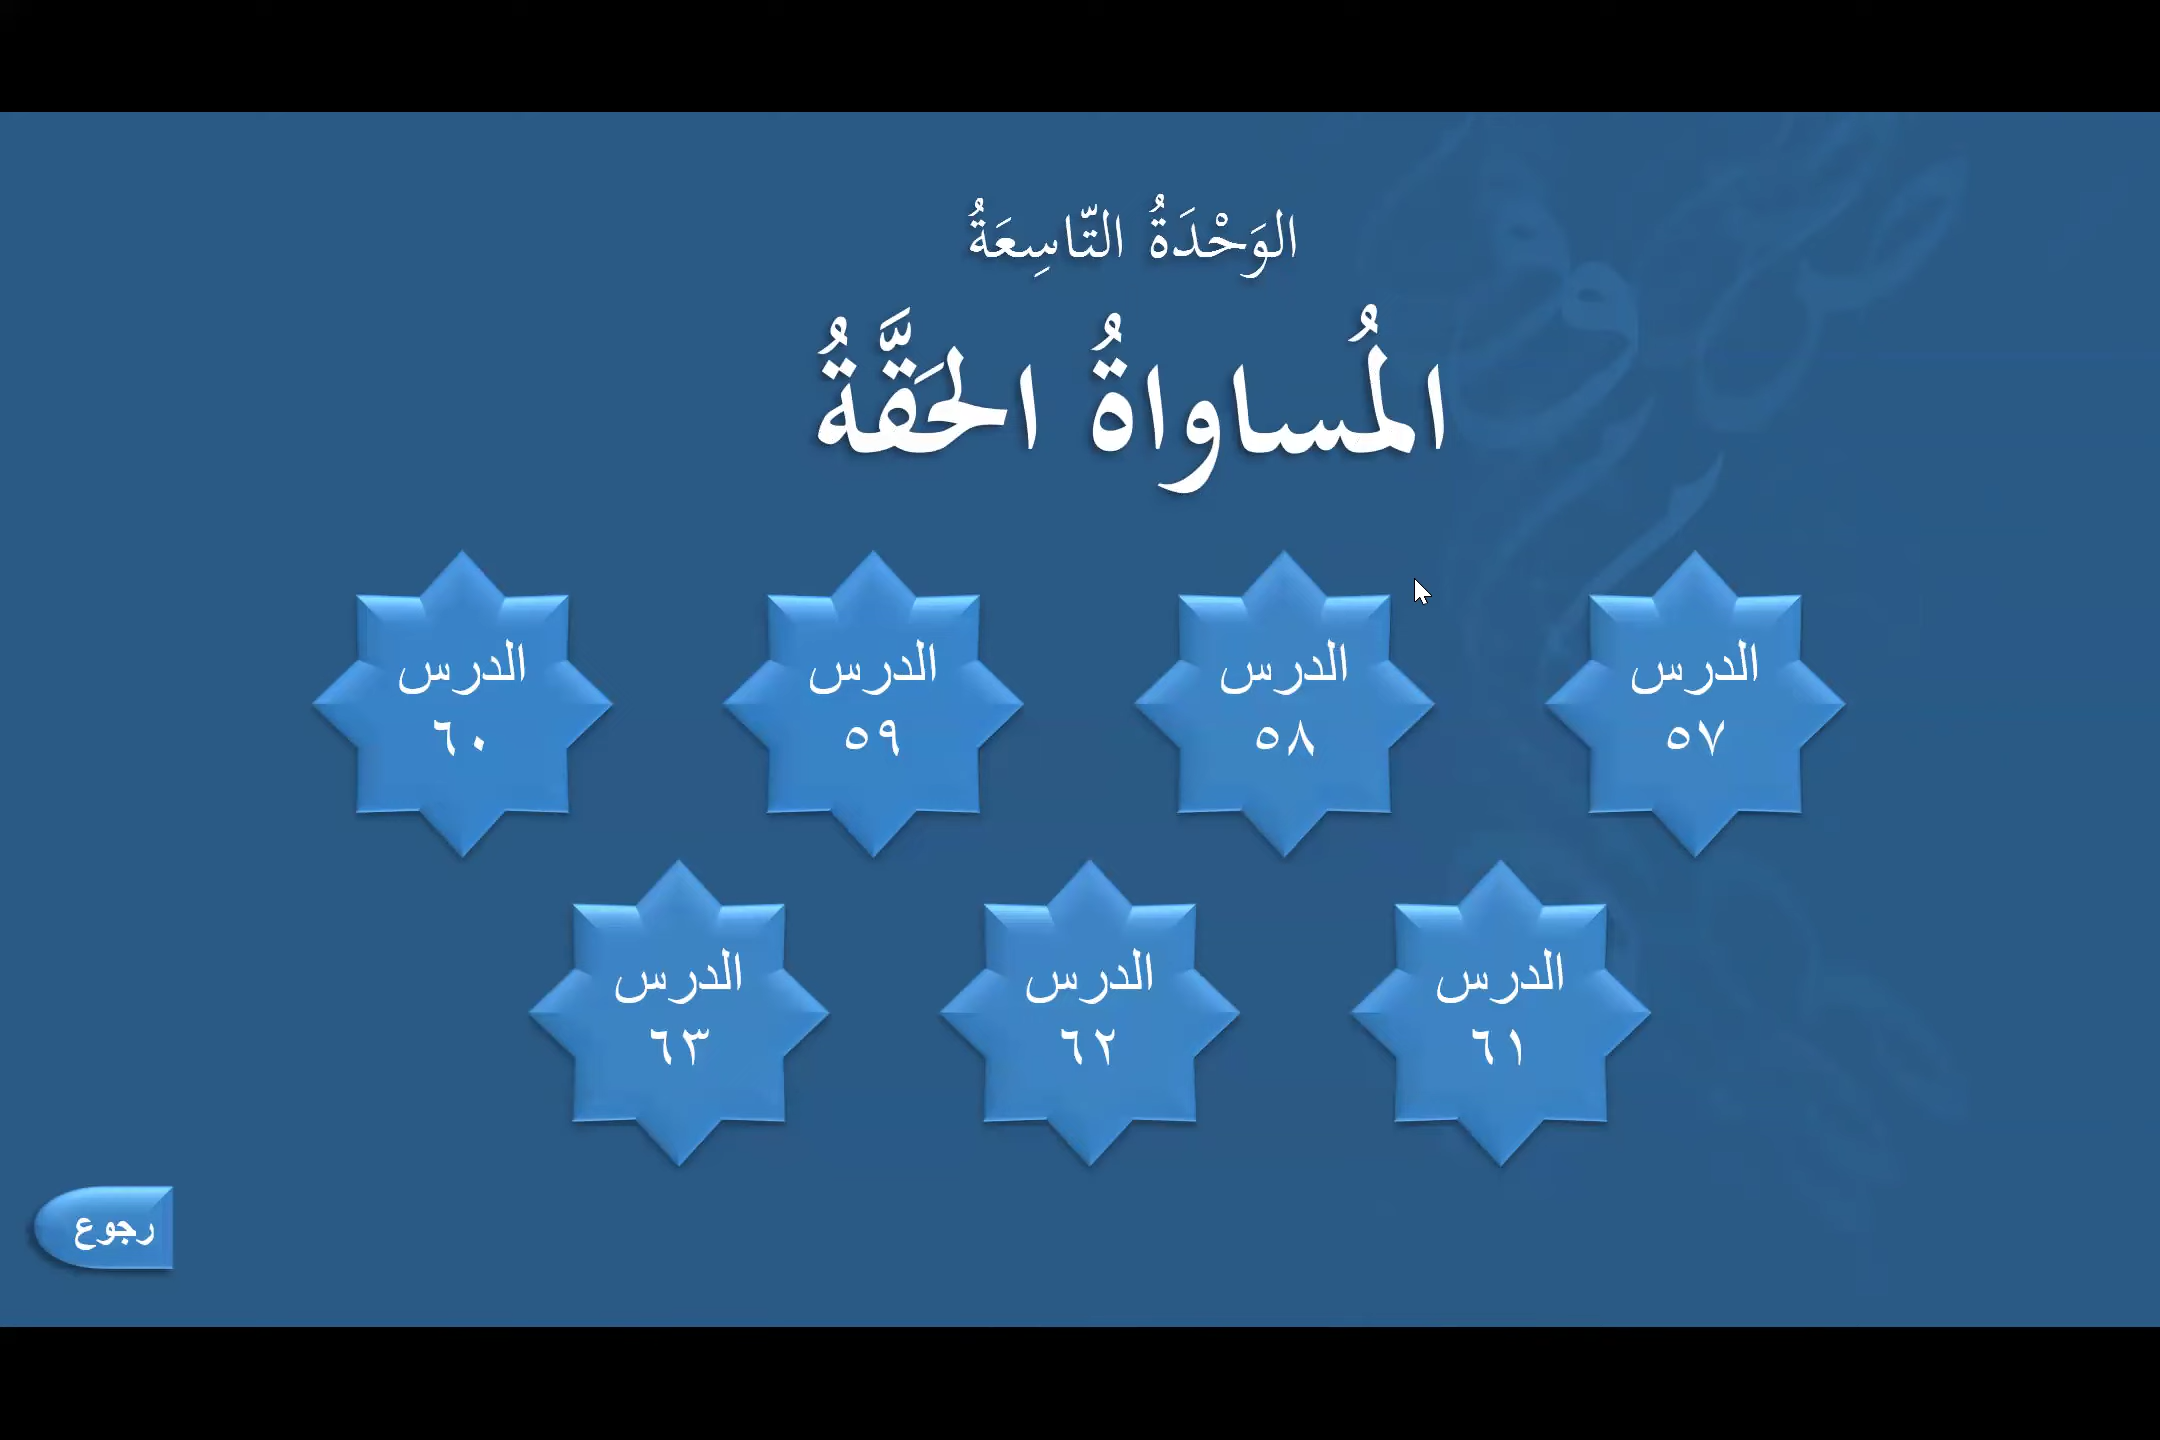 الوَحْدَةُ التّاسِعَةُ
المُساواةُ الحَقَّةُ
الدرس
٥٧
الدرس
٥٨
الدرس
٥٩
الدرس
٦٠
الدرس
٦١
الدرس
٦٢
الدرس
٦٣
رجوع